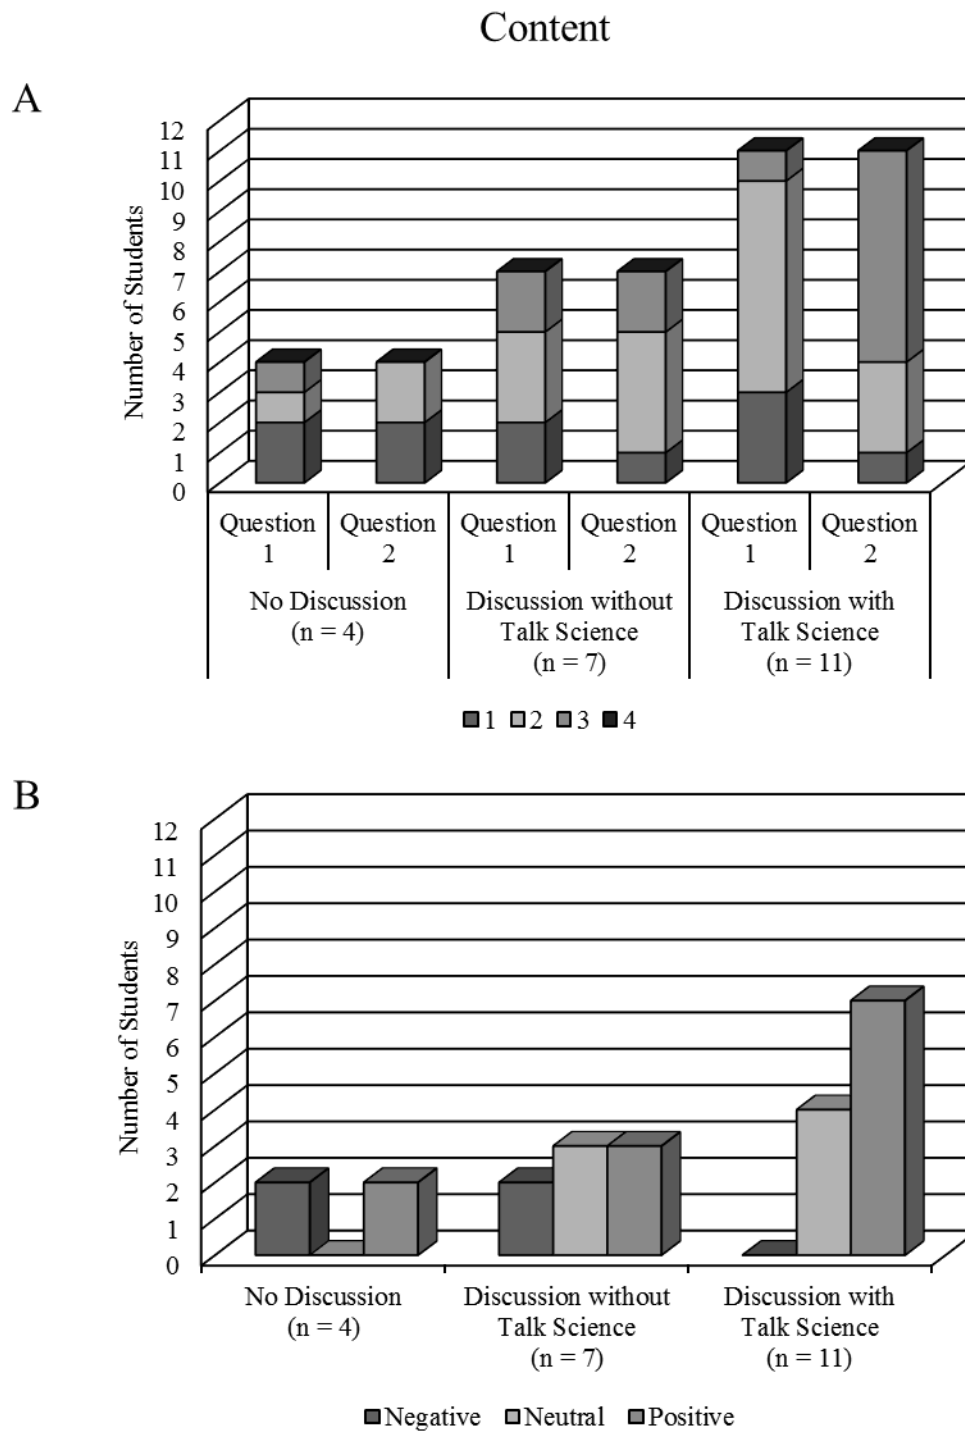 Content
A
12
11
10
9
8
7
6
5
4
3
2
1
0
Number of Students
Question 1
Question 2
Question 1
Question 2
Question 1
Question 2
No Discussion
(n = 4)
Discussion without
Talk Science
(n = 7)
Discussion with
Talk Science
(n = 11)
1 2 3 4
B
12
11
10
9
8
7
6
5
4
3
2
1
0
Number of Students
No Discussion
(n = 4)
Discussion without
Talk Science
(n = 7)
Discussion with
Talk Science
(n = 11)
Negative Neutral Positive